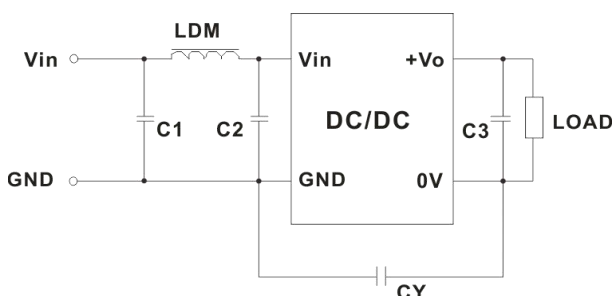 LDM
Vin
Vin
+Vo
C1
C2
DC/DC
C3
LOAD
GND
GND
0V
CY